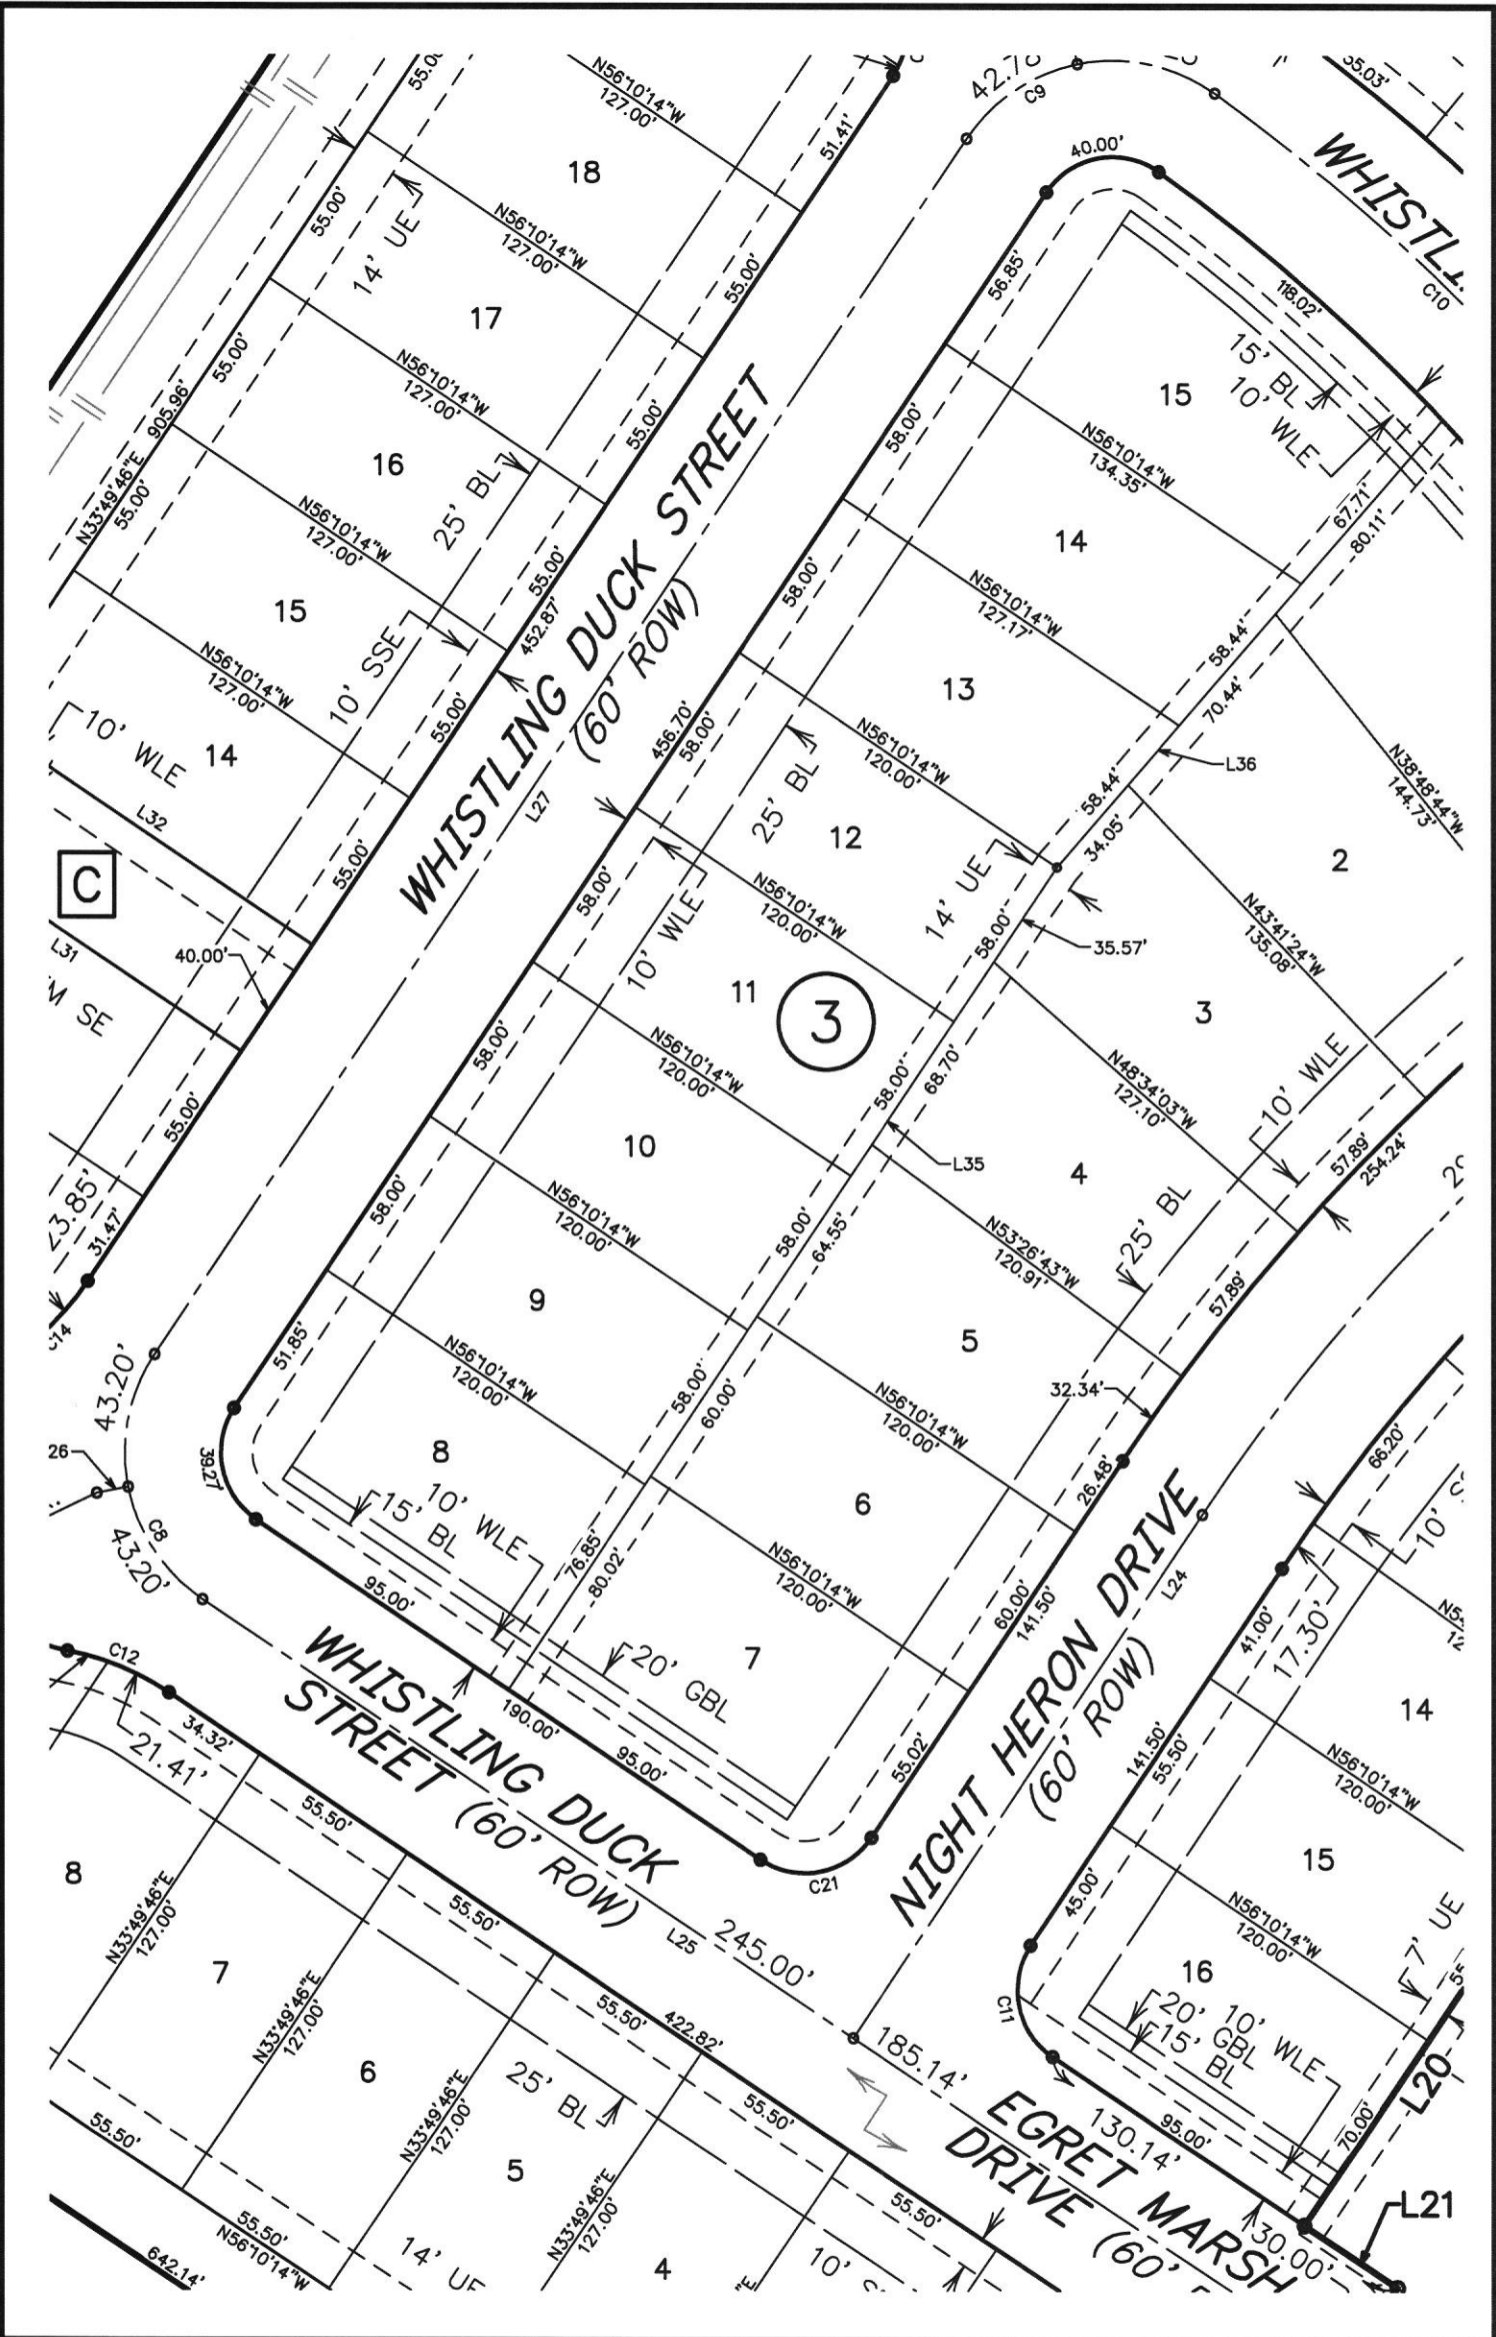 55.00'
N56°10'14"W
127.00'
18
51.41'
42.78
C9
40.00'
55.03'
WHISTL
C10
118.02'
56.85'
15' BL
10' WLE
15
55.00'
14' UE
N56°10'14"W
127.00'
17
55.00'
55.00'
N56°10'14"W
127.00'
16
55.00'
25' BL
N33°49'46"E 905.96'
55.00'
N56°10'14"W
127.00'
15
55.00'
452.87'
10' SSE
N56°10'14"W
127.00'
55.00'
10' WLE
14
L32
55.00'
C
L31
40.00'
M SE
55.00'
23.85'
31.47'
C14
WHISTLING DUCK STREET
(60' ROW)
L27
58.00'
N56°10'14"W
134.35'
67.71'
80.11'
14
58.00'
N56°10'14"W
127.17'
58.44'
70.44'
13
456.70'
58.00'
N56°10'14"W
120.00'
L36
58.44'
34.05'
N38°48'44"W
144.73'
2
25' BL
12
14' UE
58.00'
N56°10'14"W
120.00'
10' WLE
58.00'
35.57'
N43°41'24"W
135.08'
11
3
3
58.00'
N56°10'14"W
120.00'
58.00'
68.70'
N48°34'03"W
127.10'
10' WLE
57.89'
254.24'
10
L35
4
58.00'
N56°10'14"W
120.00'
58.00'
64.55'
N53°26'43"W
120.91'
25' BL
57.89'
9
5
51.85'
N56°10'14"W
120.00'
58.00'
60.00'
N56°10'14"W
120.00'
32.34'
26.48'
8
6
43.20'
26
C8
43.20'
39.27'
15' BL
10' WLE
76.85'
80.02'
N56°10'14"W
120.00'
60.00'
141.50'
95.00'
7
20' GBL
190.00'
95.00'
55.02'
C21
NIGHT HERON DRIVE
(60' ROW)
L24
66.20'
10' S
41.00'
17.30'
14
141.50'
55.50'
N56°10'14"W
120.00'
15
45.00'
N56°10'14"W
120.00'
7' UE
16
C11
20' GBL
15' BL
10' WLE
L20
70.00'
95.00'
130.14'
L21
30.00'
WHISTLING DUCK
STREET (60' ROW)
L25
245.00'
185.14'
EGRET MARSH
DRIVE (60'
C12
34.32'
21.41'
55.50'
8
N33°49'46"E
127.00'
7
55.50'
N33°49'46"E
127.00'
6
55.50'
422.82'
25' BL
N33°49'46"E
127.00'
5
55.50'
N33°49'46"E
127.00'
4
55.50'
55.50'
55.50'
N56°10'14"W
642.14'
14' UE
10'